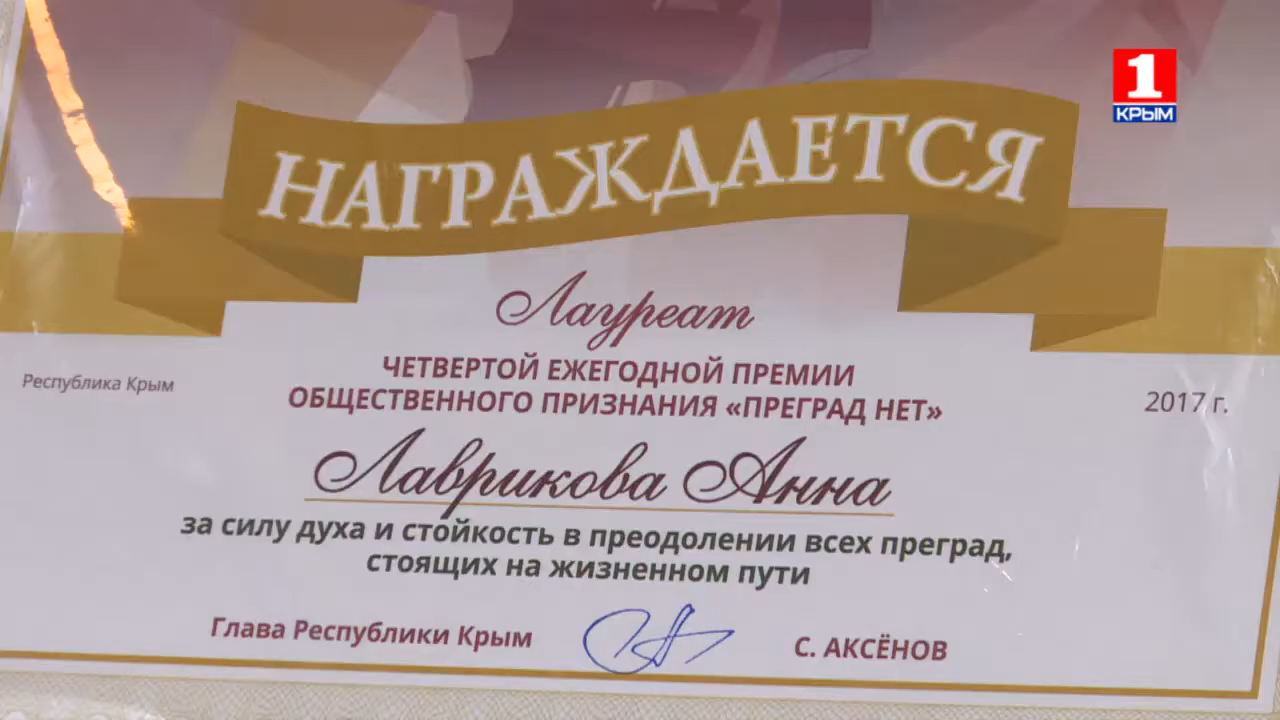 1
КРЫМ
НАГРАЖДАЕТСЯ
Лауреат
ЧЕТВЕРТОЙ ЕЖЕГОДНОЙ ПРЕМИИ
ОБЩЕСТВЕННОГО ПРИЗНАНИЯ «ПРЕГРАД НЕТ»
Республика Крым
2017 г.
Лаврикова Анна
за силу духа и стойкость в преодолении всех преград,
стоящих на жизненном пути
Глава Республики Крым
С. АКСЁНОВ